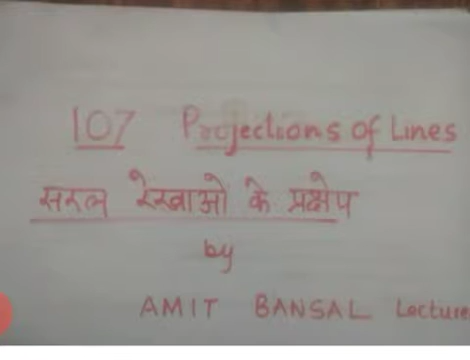 107 Projections of Lines
सरल रेखाओ के प्रक्षेप
by
AMIT BANSAL Lecture